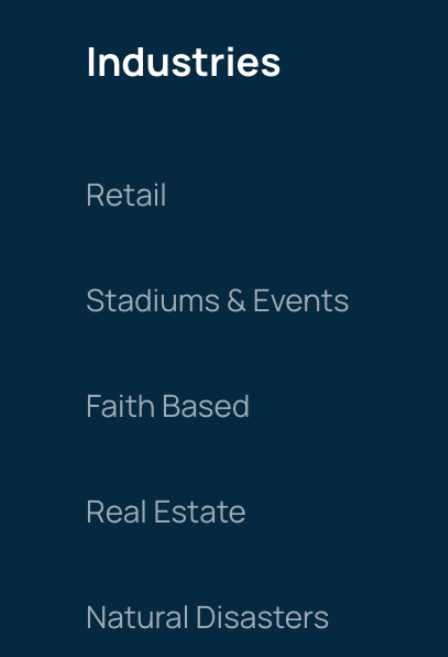 Industries
Retail
Stadiums & Events
Faith Based
Real Estate
Natural Disasters